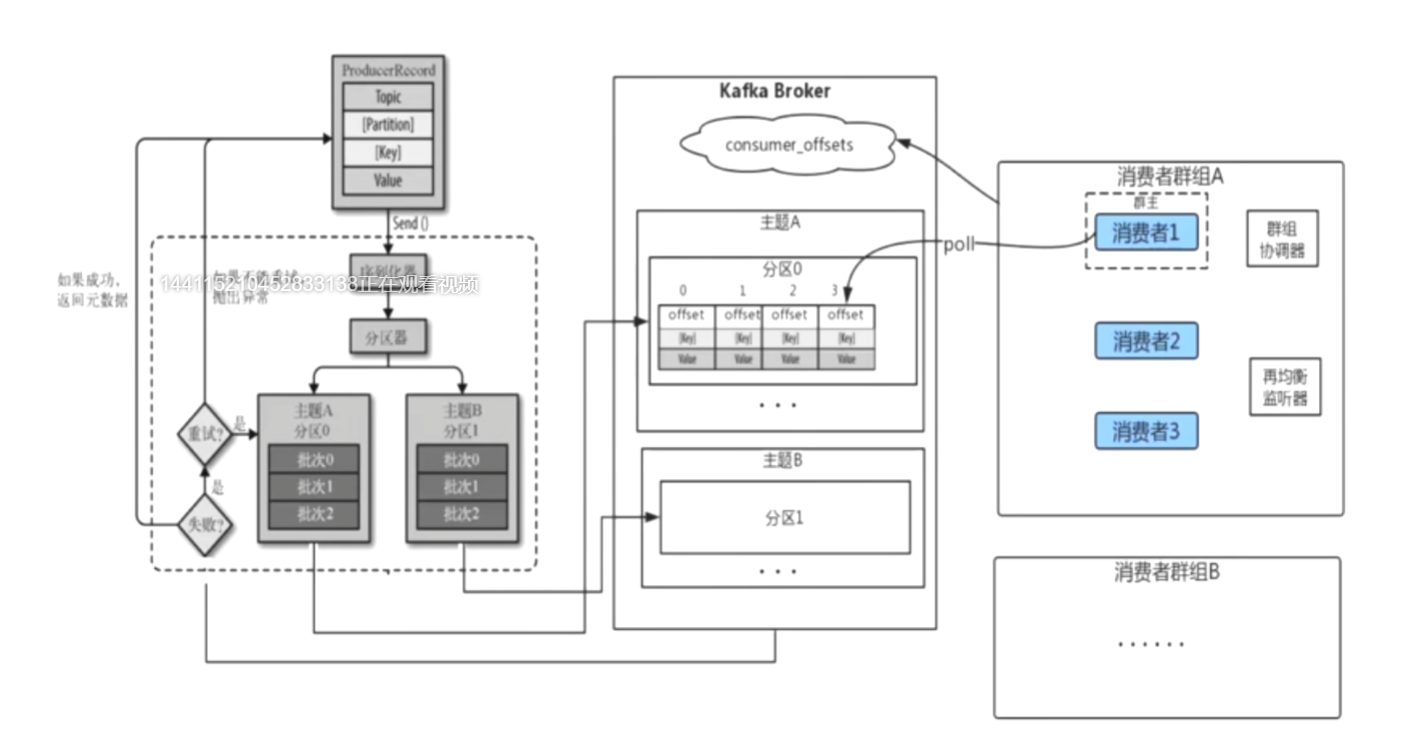 ProducerRecord
Topic
[Partition]
[Key]
Value
Send ()
如果成功，
返回元数据
如果不能重试，
抛出异常
序列化器
144115210452833133正在观看视频
分区器
主题A
分区0
批次0
批次1
批次2
主题B
分区1
批次0
批次1
批次2
重试?
是
是
失败?
Kafka Broker
consumer_offsets
主题A
分区0
0 1 2 3
offset offset offset offset
[Key] [Key] [Key] [Key]
Value Value Value Value
...
主题B
分区1
...
poll
消费者群组A
群主
消费者1
群组
协调器
消费者2
再均衡
监听器
消费者3
消费者群组B
......